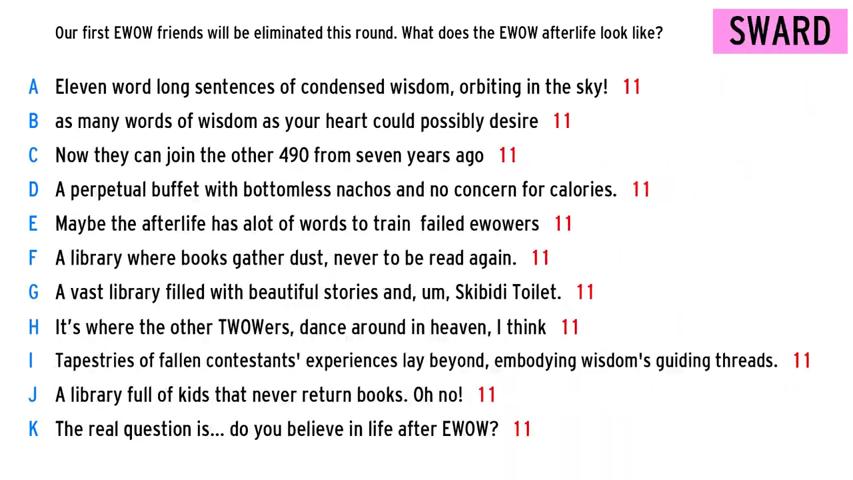 Our first EWOW friends will be eliminated this round. What does the EWOW afterlife look like?
SWARD
A Eleven word long sentences of condensed wisdom, orbiting in the sky! 11
B as many words of wisdom as your heart could possibly desire 11
C Now they can join the other 490 from seven years ago 11
D A perpetual buffet with bottomless nachos and no concern for calories. 11
E Maybe the afterlife has alot of words to train failed ewowers 11
F A library where books gather dust, never to be read again. 11
G A vast library filled with beautiful stories and, um, Skibidi Toilet. 11
H It's where the other TWOWers, dance around in heaven, I think 11
I Tapestries of fallen contestants' experiences lay beyond, embodying wisdom's guiding threads. 11
J A library full of kids that never return books. Oh no! 11
K The real question is... do you believe in life after EWOW? 11